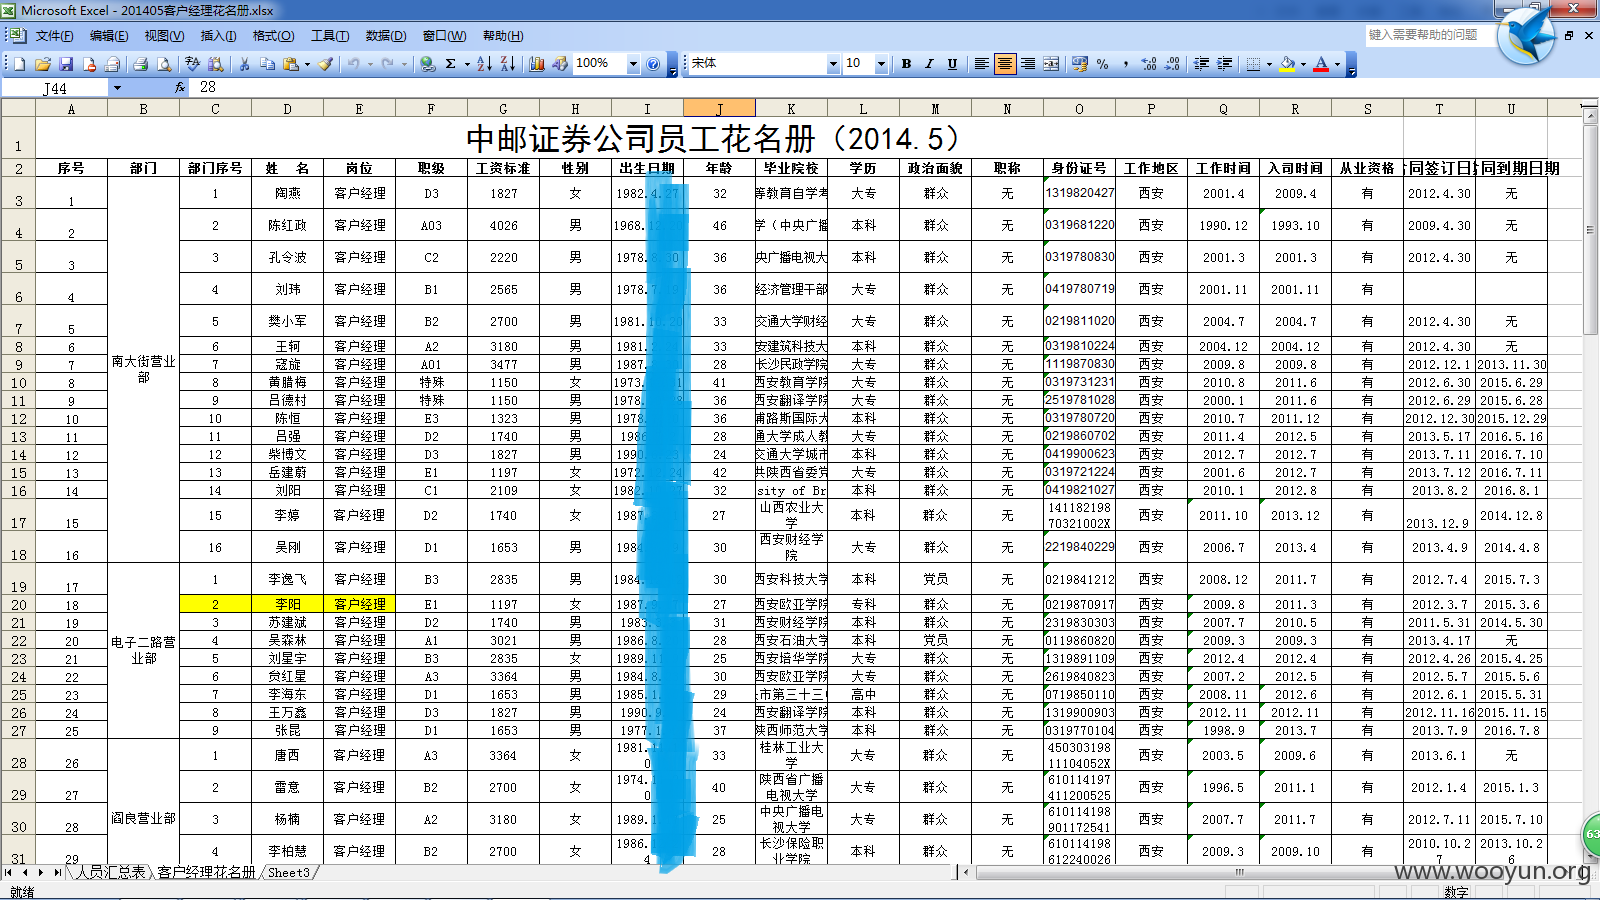 Microsoft Excel - 201405客户经理花名册.xlsx
文件(F) 编辑(E) 视图(V) 插入(I) 格式(O) 工具(T) 数据(D) 窗口(W) 帮助(H) 键入需要帮助的问题
100% 宋体 10
J44 fx 28
A B C D E F G H I J K L M N O P Q R S T U
1 中邮证券公司员工花名册（2014.5）
2 序号 部门 部门序号 姓 名 岗位 职级 工资标准 性别 出生日期 年龄 毕业院校 学历 政治面貌 职称 身份证号 工作地区 工作时间 入司时间 从业资格 同签订日 同到期日期
3 1 1 陶燕 客户经理 D3 1827 女 1982.4.27 32 等教育自学考 大专 群众 无 1319820427 西安 2001.4 2009.4 有 2012.4.30 无
4 2 2 陈红政 客户经理 A03 4026 男 1968. 46 学（中央广播 本科 群众 无 0319681220 西安 1990.12 1993.10 有 2009.4.30 无
5 3 3 孔令波 客户经理 C2 2220 男 1978.8.30 36 央广播电视大 本科 群众 无 0319780830 西安 2001.3 2001.3 有 2012.4.30 无
6 4 4 刘玮 客户经理 B1 2565 男 1978.7. 36 经济管理干部 大专 群众 无 0419780719 西安 2001.11 2001.11 有
7 5 5 樊小军 客户经理 B2 2700 男 1981. 33 交通大学财经 大专 群众 无 0219811020 西安 2004.7 2004.7 有 2012.4.30 无
8 6 6 王轲 客户经理 A2 3180 男 1981. 33 安建筑科技大 本科 群众 无 0319810224 西安 2004.12 2004.12 有 2012.4.30 无
9 7 南大街营业部 7 寇旋 客户经理 A01 3477 男 1987. 28 长沙民政学院 大专 群众 无 1119870830 西安 2009.8 2009.8 有 2012.12.1 2013.11.30
10 8 8 黄腊梅 客户经理 特殊 1150 女 1973. 41 西安教育学院 大专 群众 无 0319731231 西安 2010.8 2011.6 有 2012.6.30 2015.6.29
11 9 9 吕德村 客户经理 特殊 1150 男 1978. 36 西安翻译学院 大专 群众 无 2519781028 西安 2000.1 2011.6 有 2012.6.29 2015.6.28
12 10 10 陈恒 客户经理 E3 1323 男 1978. 36 甫路斯国际大 本科 群众 无 0319780720 西安 2010.7 2011.12 有 2012.12.30 2015.12.29
13 11 11 吕强 客户经理 D2 1740 男 198 28 通大学成人教 大专 群众 无 0219860702 西安 2011.4 2012.5 有 2013.5.17 2016.5.16
14 12 12 柴博文 客户经理 D3 1827 男 1990 24 交通大学城市 本科 群众 无 0419900623 西安 2012.7 2012.7 有 2013.7.11 2016.7.10
15 13 13 岳建蔚 客户经理 E1 1197 女 1972. 42 共陕西省委党 大专 群众 无 0319721224 西安 2001.6 2012.7 有 2013.7.12 2016.7.11
16 14 14 刘阳 客户经理 C1 2109 女 1982 32 sity of Br 本科 群众 无 0419821027 西安 2010.1 2012.8 有 2013.8.2 2016.8.1
17 15 15 李婷 客户经理 D2 1740 女 1987 27 山西农业大学 本科 群众 无 14118219870321002X 西安 2011.10 2013.12 有 2013.12.9 2014.12.8
18 16 16 吴刚 客户经理 D1 1653 男 1984 30 西安财经学院 大专 群众 无 2219840229 西安 2006.7 2013.4 有 2013.4.9 2014.4.8
19 17 1 李逸飞 客户经理 B3 2835 男 1984. 30 西安科技大学 本科 党员 无 0219841212 西安 2008.12 2011.7 有 2012.7.4 2015.7.3
20 18 2 李阳 客户经理 E1 1197 女 1987. 27 西安欧亚学院 专科 群众 无 0219870917 西安 2009.8 2011.3 有 2012.3.7 2015.3.6
21 19 3 苏建斌 客户经理 D2 1740 男 1983. 31 西安财经学院 本科 群众 无 2319830303 西安 2007.7 2010.5 有 2011.5.31 2014.5.30
22 20 电子二路营业部 4 吴森林 客户经理 A1 3021 男 1986.8. 28 西安石油大学 本科 党员 无 0119860820 西安 2009.3 2009.3 有 2013.4.17 无
23 21 5 刘星宇 客户经理 B3 2835 男 1989. 25 西安培华学院 大专 群众 无 1319891109 西安 2012.4 2012.4 有 2012.4.26 2015.4.25
24 22 6 贠红星 客户经理 A3 3364 男 1984. 30 西安欧亚学院 大专 群众 无 2619840823 西安 2007.2 2012.5 有 2012.5.7 2015.5.6
25 23 7 李海东 客户经理 D1 1653 男 1985. 29 市第三十三 高中 群众 无 0719850110 西安 2008.11 2012.6 有 2012.6.1 2015.5.31
26 24 8 王万鑫 客户经理 D3 1827 男 1990.9 24 西安翻译学院 本科 群众 无 1319900903 西安 2012.11 2012.11 有 2012.11.16 2015.11.15
27 25 9 张昆 客户经理 D1 1653 男 1977. 37 陕西师范大学 本科 群众 无 0319770104 西安 1998.9 2013.7 有 2013.7.9 2016.7.8
28 26 1 唐西 客户经理 A3 3364 男 1981. 0 33 桂林工业大学 大专 群众 无 45030319811104052X 西安 2003.5 2009.6 有 2013.6.1 无
29 27 2 雷意 客户经理 B2 2700 男 1974. 0 40 陕西省广播电视大学 大专 群众 无 610114197411200525 西安 1996.5 2011.1 有 2012.1.4 2015.1.3
30 28 阎良营业部 3 杨楠 客户经理 A2 3180 男 1989. 25 中央广播电视大学 大专 群众 无 610114198901172541 西安 2007.7 2011.7 有 2012.7.11 2015.7.10
31 29 4 李柏慧 客户经理 B2 2700 女 1986. 4 28 长沙保险职业学院 本科 群众 无 610114198612240026 西安 2009.3 2009.10 有 2010.10.27 2013.10.26
人员汇总表 客户经理花名册 Sheet3
www.wooyun.org
就绪 数字
63